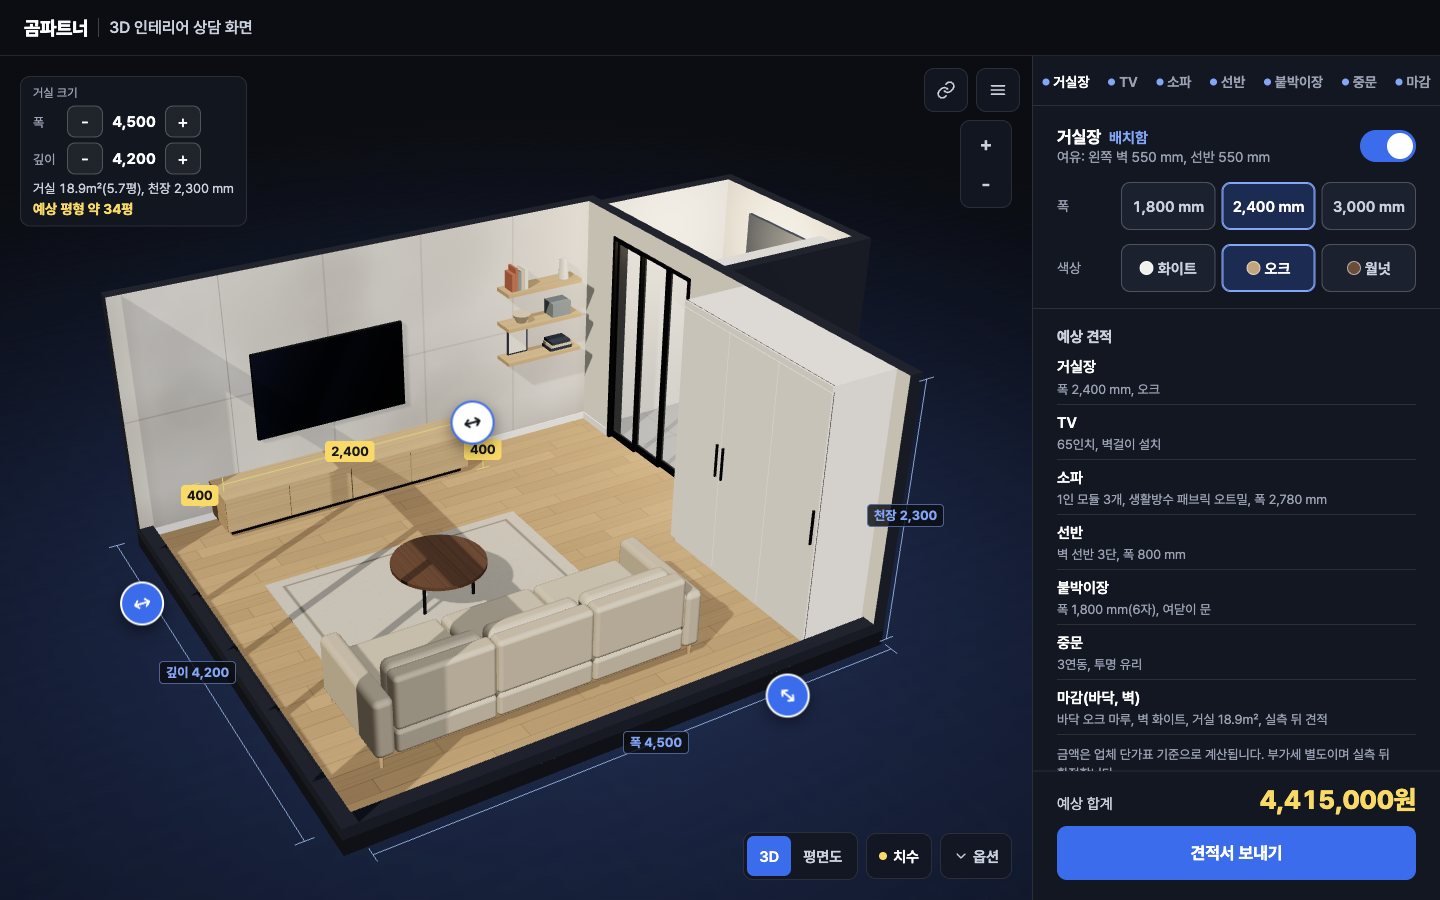 곰파트너
3D 인테리어 상담 화면
거실 크기
폭 - 4,500 +
깊이 - 4,200 +
거실 18.9m²(5.7평), 천장 2,300 mm
예상 평형 약 34평
+
-
2,400
400
400
천장 2,300
깊이 4,200
폭 4,500
3D 평면도 치수 옵션
거실장 TV 소파 선반 붙박이장 중문 마감
거실장 배치함
여유: 왼쪽 벽 550 mm, 선반 550 mm
폭 1,800 mm 2,400 mm 3,000 mm
색상 화이트 오크 월넛
예상 견적
거실장
폭 2,400 mm, 오크
TV
65인치, 벽걸이 설치
소파
1인 모듈 3개, 생활방수 패브릭 오트밀, 폭 2,780 mm
선반
벽 선반 3단, 폭 800 mm
붙박이장
폭 1,800 mm(6자), 여닫이 문
중문
3연동, 투명 유리
마감(바닥, 벽)
바닥 오크 마루, 벽 화이트, 거실 18.9m², 실측 뒤 견적
금액은 업체 단가표 기준으로 계산됩니다. 부가세 별도이며 실측 뒤
예상 합계 4,415,000원
견적서 보내기